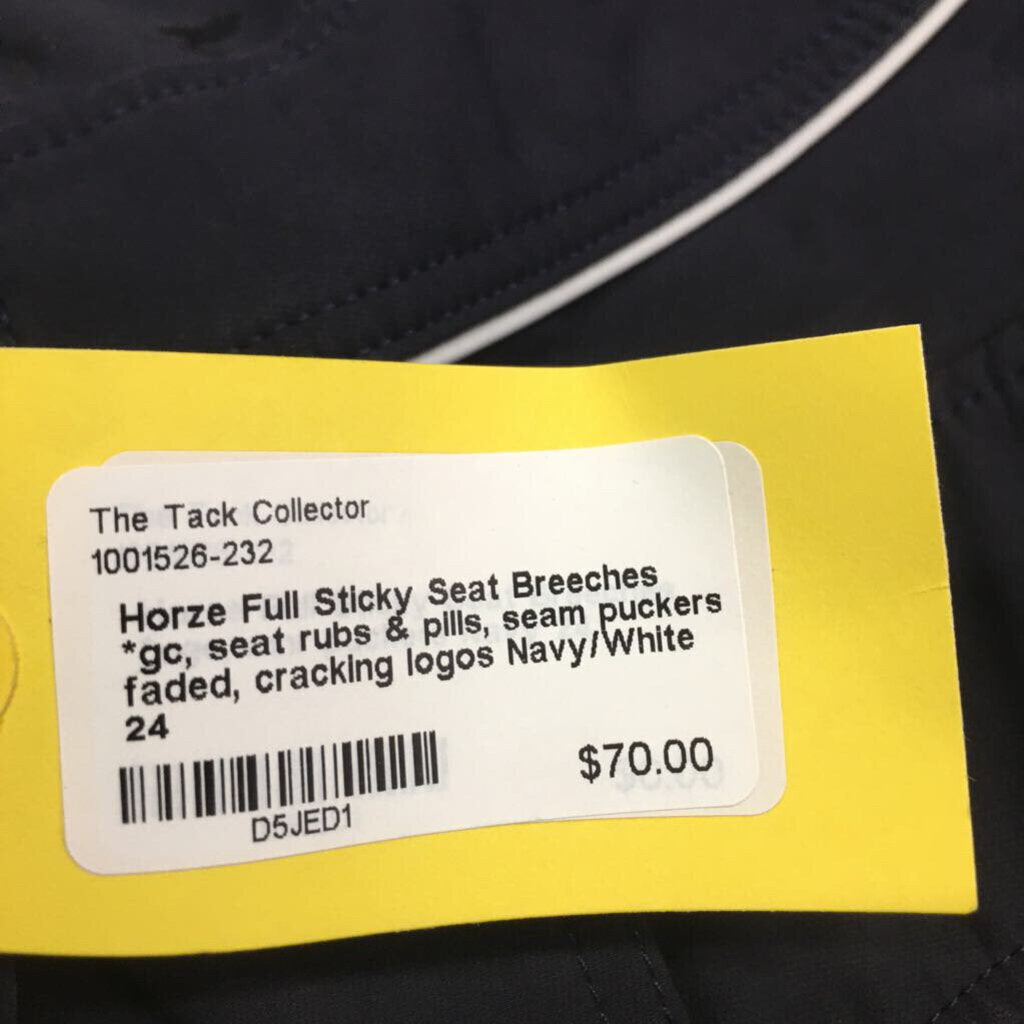 The Tack Collector
1001526-232
Horze Full Sticky Seat Breeches
*gc, seat rubs & pills, seam puckers
faded, cracking logos Navy/White
24
$70.00
D5JED1